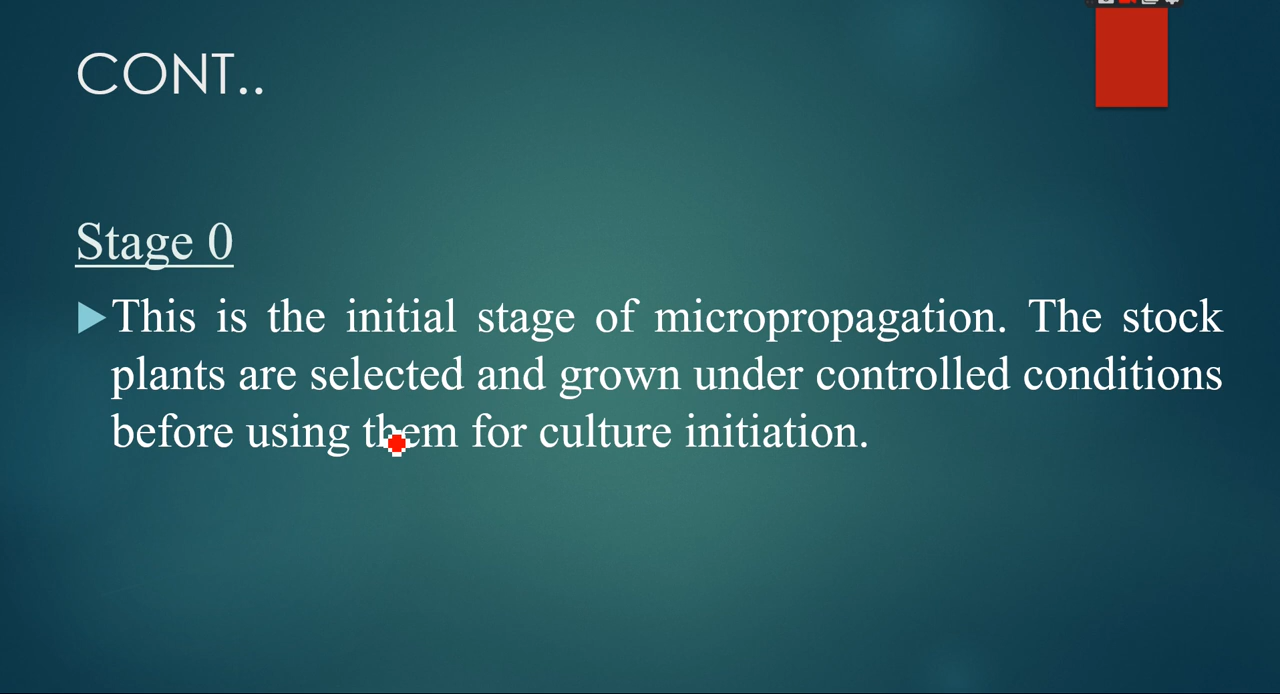 CONT..
Stage 0
This is the initial stage of micropropagation. The stock
plants are selected and grown under controlled conditions
before using them for culture initiation.